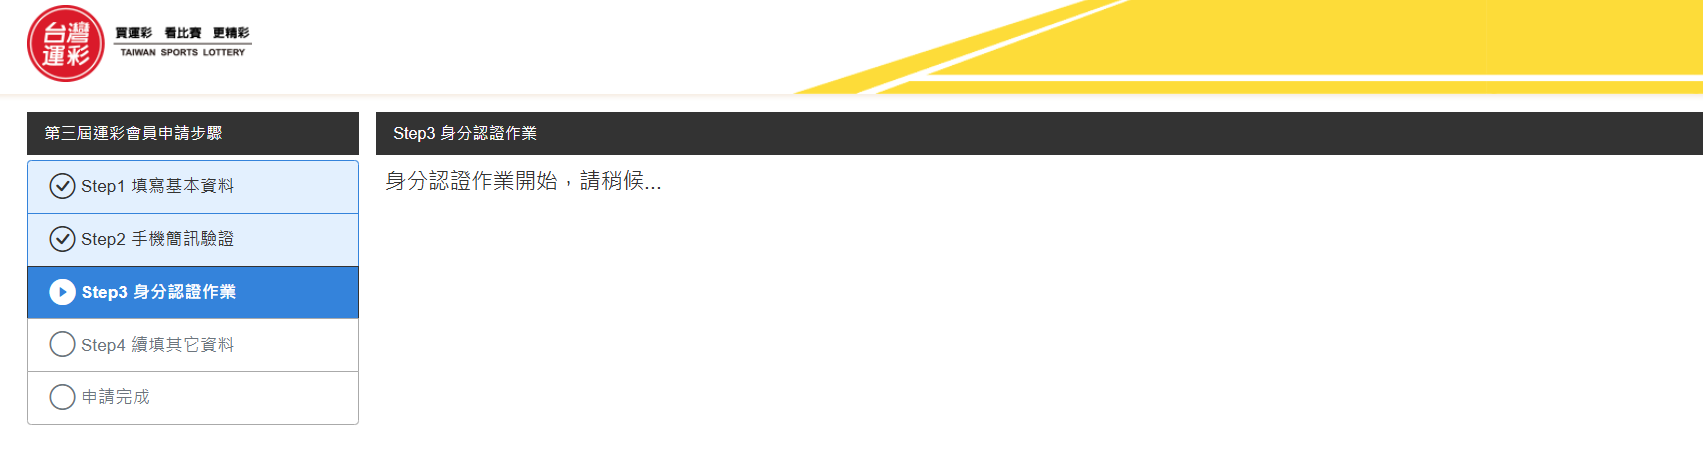 台灣
運彩
買運彩 看比賽 更精彩
TAIWAN SPORTS LOTTERY
第三屆運彩會員申請步驟
Step1 填寫基本資料
Step2 手機簡訊驗證
Step3 身分認證作業
Step4 續填其它資料
申請完成
Step3 身分認證作業
身分認證作業開始，請稍候...